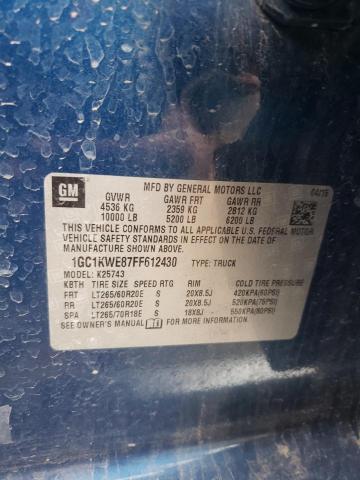 GM
MFD BY GENERAL MOTORS LLC
04/15
GVWR GAWR FRT GAWR RR
4536 KG 2359 KG 2812 KG
10000 LB 5200 LB 6200 LB
THIS VEHICLE CONFORMS TO ALL APPLICABLE U.S. FEDERAL MOTOR
VEHICLE SAFETY STANDARDS IN EFFECT ON THE DATE OF
MANUFACTURE SHOWN ABOVE.
1GC1KWE87FF612430 TYPE: TRUCK
MODEL: K25743
KBTH TIRE SIZE SPEED RTG RIM COLD TIRE PRESSURE
FRT LT265/60R20E S 20X8.5J 420KPA(60PSI)
RR LT265/60R20E S 20X8.5J 520KPA(75PSI)
SPA LT265/70R18E S 18X8J 550KPA(80PSI)
SEE OWNER'S MANUAL FOR ADDITIONAL INFORMATION.